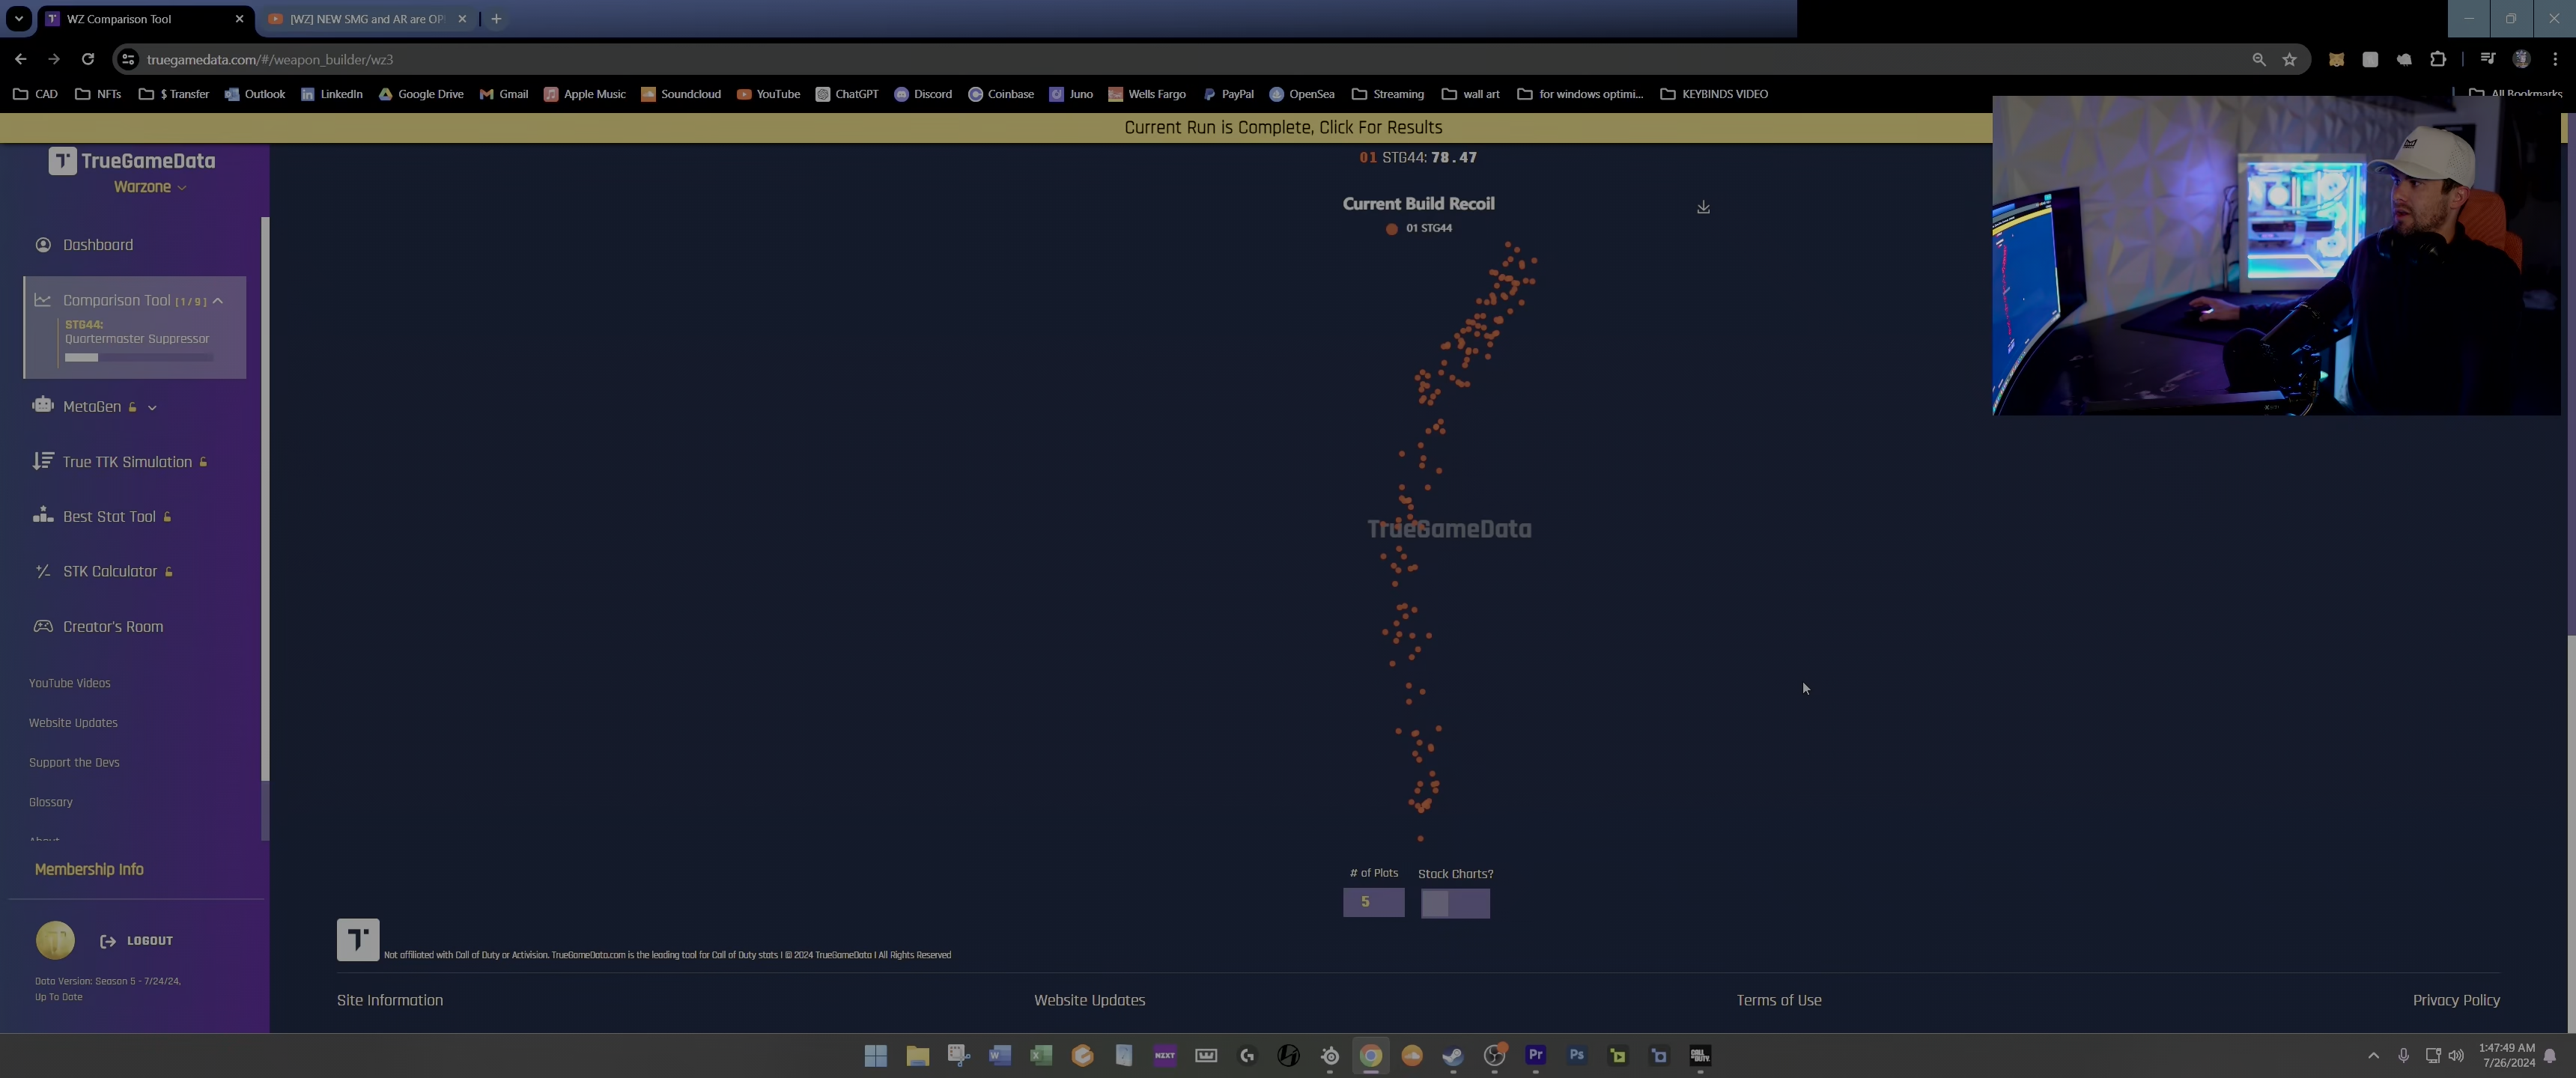 WZ Comparison Tool
[WZ] NEW SMG and AR are OP
truegamedata.com/#/weapon_builder/wz3
CAD NFTs $ Transfer Outlook LinkedIn Google Drive Gmail Apple Music Soundcloud YouTube ChatGPT Discord Coinbase Juno Wells Fargo PayPal OpenSea Streaming wall art for windows optimi... KEYBINDS VIDEO All Bookmarks
Current Run is Complete, Click For Results
TrueGameData
Warzone
Dashboard
Comparison Tool [1/9]
STG44:
Quartermaster Suppressor
MetaGen
True TTK Simulation
Best Stat Tool
STK Calculator
Creator's Room
YouTube Videos
Website Updates
Support the Devs
Glossary
About
Membership Info
LOGOUT
Data Version: Season 5 - 7/24/24,
Up To Date
01 STG44: 78.47
Current Build Recoil
01 STG44
TrueGameData
# of Plots Stack Charts?
5
Not affiliated with Call of Duty or Activision. TrueGameData.com is the leading tool for Call of Duty stats | © 2024 TrueGameData | All Rights Reserved
Site Information Website Updates Terms of Use Privacy Policy
NZXT
Pr
Ps
CALL DUTY
1:47:49 AM
7/26/2024